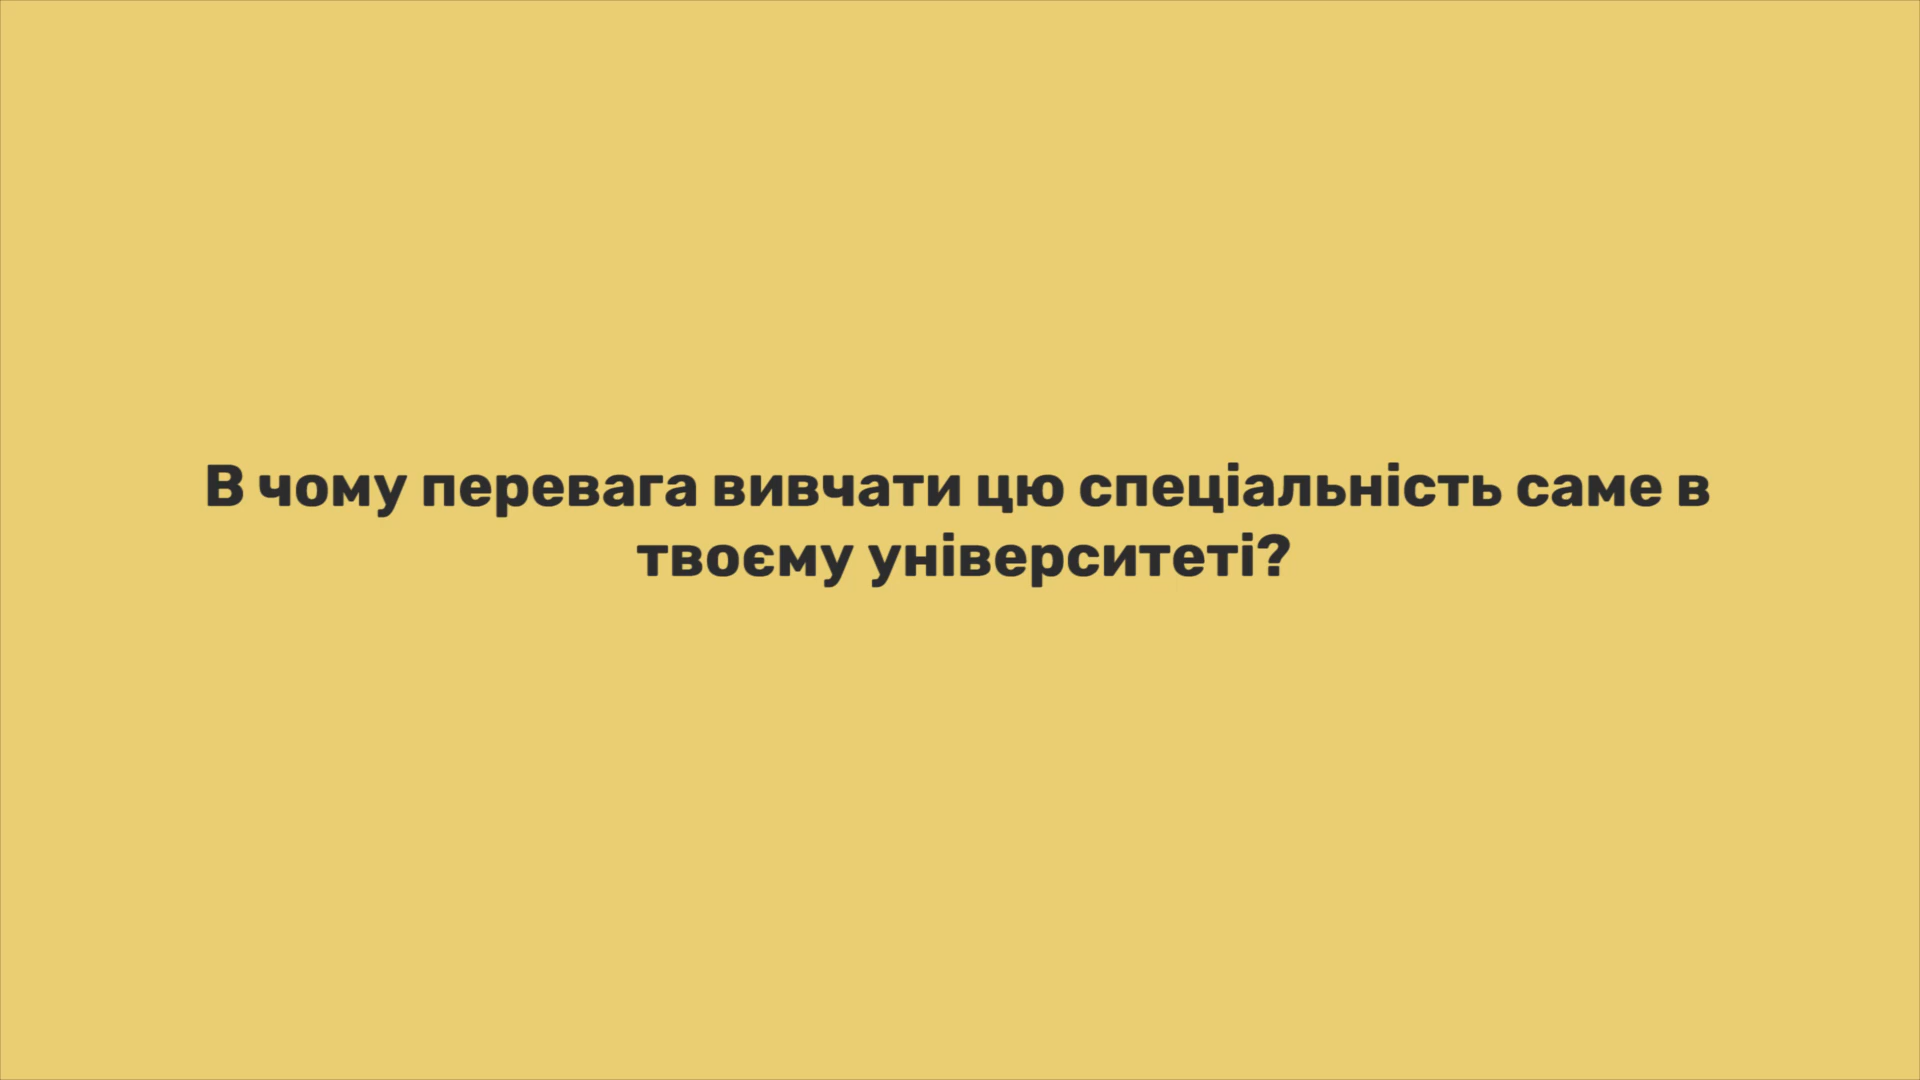 В чому перевага вивчати цю спеціальність саме в
твоєму університеті?